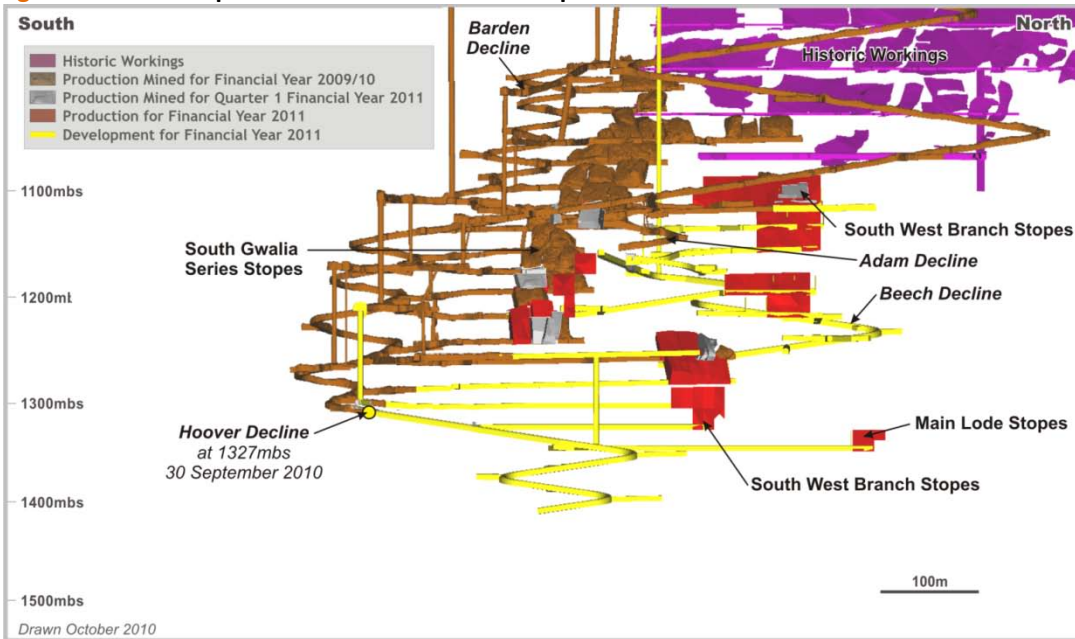 South
North
Historic Workings
Production Mined for Financial Year 2009/10
Production Mined for Quarter 1 Financial Year 2011
Production for Financial Year 2011
Development for Financial Year 2011
Barden
Decline
Historic Workings
1100mbs
South West Branch Stopes
South Gwalia
Series Stopes
Adam Decline
1200mt
Beech Decline
1300mbs
Hoover Decline
at 1327mbs
30 September 2010
Main Lode Stopes
South West Branch Stopes
1400mbs
100m
1500mbs
Drawn October 2010